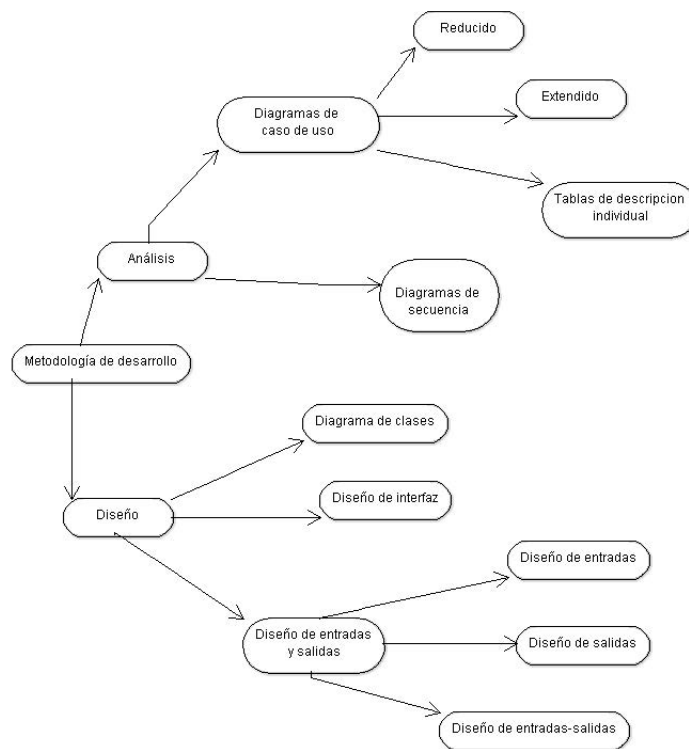 Reducido
Extendido
Diagramas de
caso de uso
Tablas de descripcion
individual
Análisis
Diagramas de
secuencia
Metodología de desarrollo
Diagrama de clases
Diseño de interfaz
Diseño
Diseño de entradas
Diseño de entradas
y salidas
Diseño de salidas
Diseño de entradas-salidas